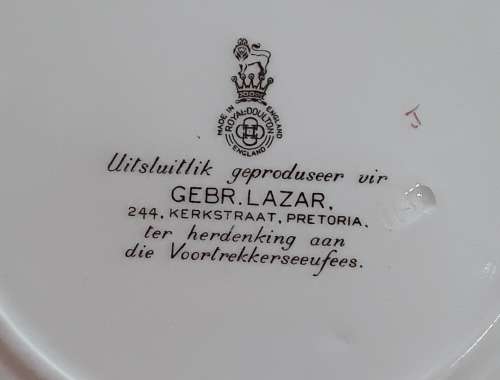 MADE IN ENGLAND
ROYAL-DOULTON
ENGLAND
J
Uitsluitlik geproduseer vir
GEBR. LAZAR,
244, KERKSTRAAT, PRETORIA,
ter herdenking aan
die Voortrekkerseeufees.